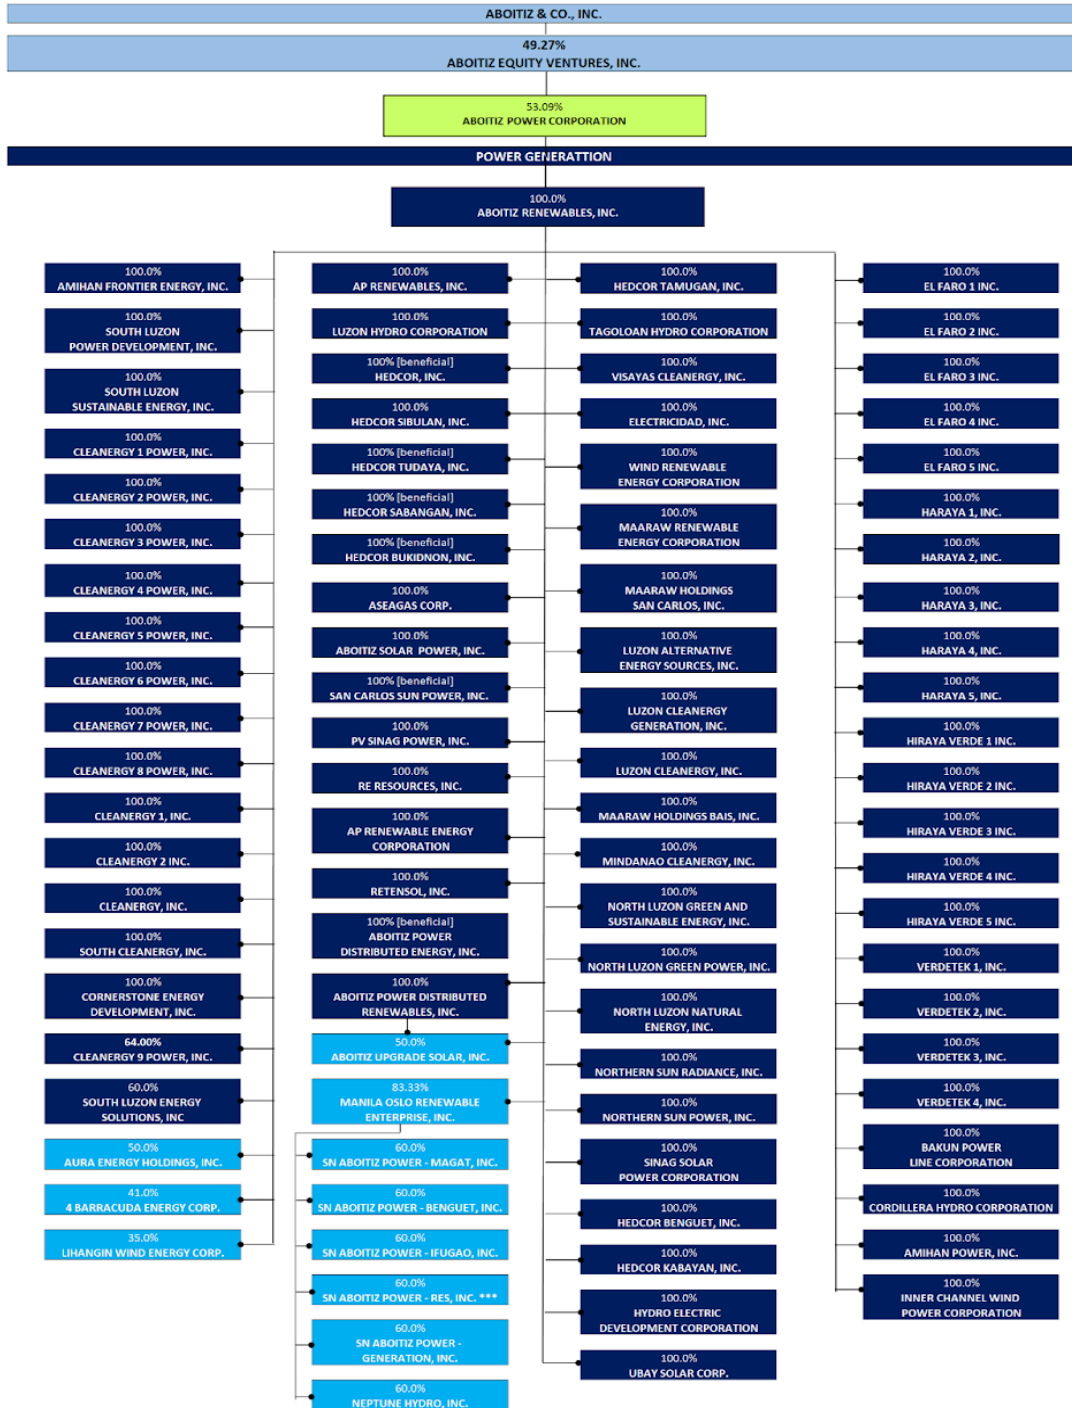 ABOITIZ & CO., INC.
49.27%
ABOITIZ EQUITY VENTURES, INC.
53.09%
ABOITIZ POWER CORPORATION
POWER GENERATTION
100.0%
ABOITIZ RENEWABLES, INC.
100.0%
AMIHAN FRONTIER ENERGY, INC.
100.0%
SOUTH LUZON
POWER DEVELOPMENT, INC.
100.0%
SOUTH LUZON
SUSTAINABLE ENERGY, INC.
100.0%
CLEANERGY 1 POWER, INC.
100.0%
CLEANERGY 2 POWER, INC.
100.0%
CLEANERGY 3 POWER, INC.
100.0%
CLEANERGY 4 POWER, INC.
100.0%
CLEANERGY 5 POWER, INC.
100.0%
CLEANERGY 6 POWER, INC.
100.0%
CLEANERGY 7 POWER, INC.
100.0%
CLEANERGY 8 POWER, INC.
100.0%
CLEANERGY 1, INC.
100.0%
CLEANERGY 2 INC.
100.0%
CLEANERGY, INC.
100.0%
SOUTH CLEANERGY, INC.
100.0%
CORNERSTONE ENERGY
DEVELOPMENT, INC.
64.00%
CLEANERGY 9 POWER, INC.
60.0%
SOUTH LUZON ENERGY
SOLUTIONS, INC
50.0%
AURA ENERGY HOLDINGS, INC.
41.0%
4 BARRACUDA ENERGY CORP.
35.0%
LIHANGIN WIND ENERGY CORP.
100.0%
AP RENEWABLES, INC.
100.0%
LUZON HYDRO CORPORATION
100% [beneficial]
HEDCOR, INC.
100.0%
HEDCOR SIBULAN, INC.
100% [beneficial]
HEDCOR TUDAYA, INC.
100% [beneficial]
HEDCOR SABANGAN, INC.
100% [beneficial]
HEDCOR BUKIDNON, INC.
100.0%
ASEAGAS CORP.
100.0%
ABOITIZ SOLAR POWER, INC.
100% [beneficial]
SAN CARLOS SUN POWER, INC.
100.0%
PV SINAG POWER, INC.
100.0%
RE RESOURCES, INC.
100.0%
AP RENEWABLE ENERGY
CORPORATION
100.0%
RETENSOL, INC.
100% [beneficial]
ABOITIZ POWER
DISTRIBUTED ENERGY, INC.
100.0%
ABOITIZ POWER DISTRIBUTED
RENEWABLES, INC.
50.0%
ABOITIZ UPGRADE SOLAR, INC.
83.33%
MANILA OSLO RENEWABLE
ENTERPRISE, INC.
60.0%
SN ABOITIZ POWER - MAGAT, INC.
60.0%
SN ABOITIZ POWER - BENGUET, INC.
60.0%
SN ABOITIZ POWER - IFUGAO, INC.
60.0%
SN ABOITIZ POWER - RES, INC. ***
60.0%
SN ABOITIZ POWER -
GENERATION, INC.
60.0%
NEPTUNE HYDRO, INC.
100.0%
HEDCOR TAMUGAN, INC.
100.0%
TAGOLOAN HYDRO CORPORATION
100.0%
VISAYAS CLEANERGY, INC.
100.0%
ELECTRICIDAD, INC.
100.0%
WIND RENEWABLE
ENERGY CORPORATION
100.0%
MAARAW RENEWABLE
ENERGY CORPORATION
100.0%
MAARAW HOLDINGS
SAN CARLOS, INC.
100.0%
LUZON ALTERNATIVE
ENERGY SOURCES, INC.
100.0%
LUZON CLEANERGY
GENERATION, INC.
100.0%
LUZON CLEANERGY, INC.
100.0%
MAARAW HOLDINGS BAIS, INC.
100.0%
MINDANAO CLEANERGY, INC.
100.0%
NORTH LUZON GREEN AND
SUSTAINABLE ENERGY, INC.
100.0%
NORTH LUZON GREEN POWER, INC.
100.0%
NORTH LUZON NATURAL
ENERGY, INC.
100.0%
NORTHERN SUN RADIANCE, INC.
100.0%
NORTHERN SUN POWER, INC.
100.0%
SINAG SOLAR
POWER CORPORATION
100.0%
HEDCOR BENGUET, INC.
100.0%
HEDCOR KABAYAN, INC.
100.0%
HYDRO ELECTRIC
DEVELOPMENT CORPORATION
100.0%
UBAY SOLAR CORP.
100.0%
EL FARO 1 INC.
100.0%
EL FARO 2 INC.
100.0%
EL FARO 3 INC.
100.0%
EL FARO 4 INC.
100.0%
EL FARO 5 INC.
100.0%
HARAYA 1, INC.
100.0%
HARAYA 2, INC.
100.0%
HARAYA 3, INC.
100.0%
HARAYA 4, INC.
100.0%
HARAYA 5, INC.
100.0%
HIRAYA VERDE 1 INC.
100.0%
HIRAYA VERDE 2 INC.
100.0%
HIRAYA VERDE 3 INC.
100.0%
HIRAYA VERDE 4 INC.
100.0%
HIRAYA VERDE 5 INC.
100.0%
VERDETEK 1, INC.
100.0%
VERDETEK 2, INC.
100.0%
VERDETEK 3, INC.
100.0%
VERDETEK 4, INC.
100.0%
BAKUN POWER
LINE CORPORATION
100.0%
CORDILLERA HYDRO CORPORATION
100.0%
AMIHAN POWER, INC.
100.0%
INNER CHANNEL WIND
POWER CORPORATION